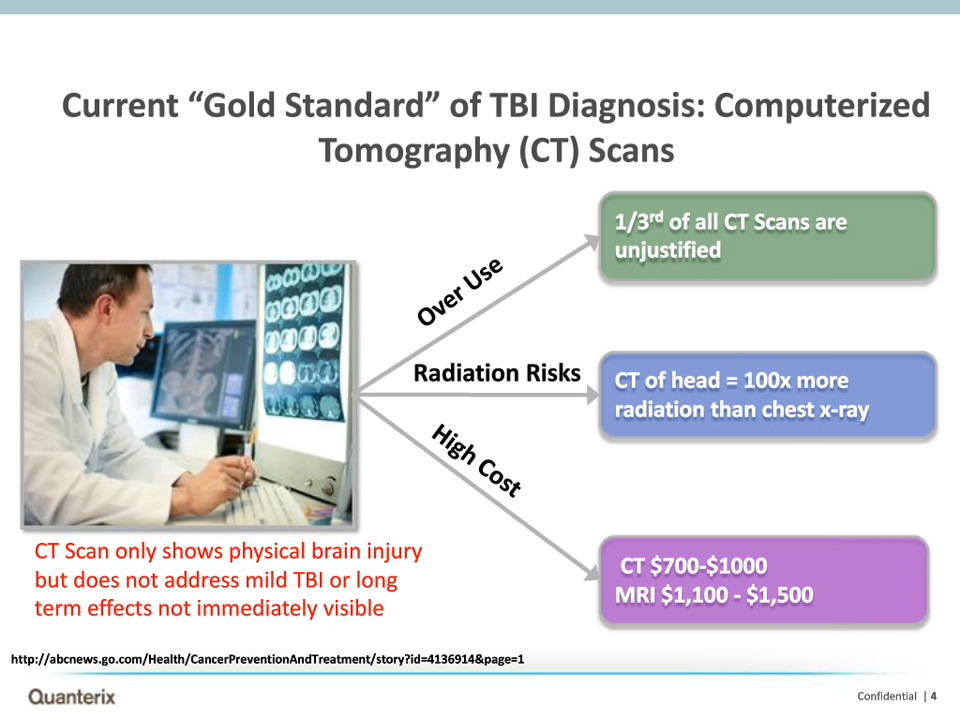 Current “Gold Standard” of TBI Diagnosis: Computerized
Tomography (CT) Scans
1/3rd of all CT Scans are
unjustified
Over Use
Radiation Risks
CT of head = 100x more
radiation than chest x-ray
High Cost
CT $700-$1000
MRI $1,100 - $1,500
CT Scan only shows physical brain injury
but does not address mild TBI or long
term effects not immediately visible
http://abcnews.go.com/Health/CancerPreventionAndTreatment/story?id=4136914&page=1
Quanterix
Confidential | 4